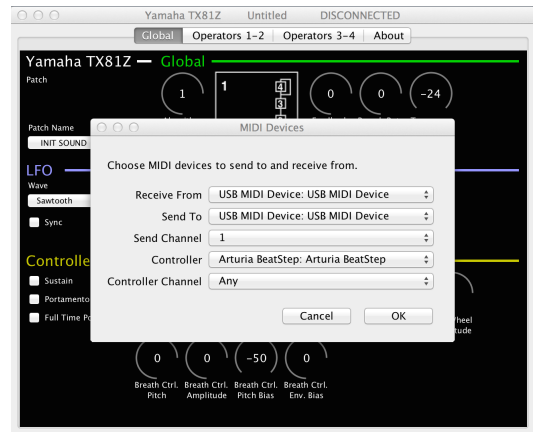 Yamaha TX81Z Untitled DISCONNECTED
Global Operators 1-2 Operators 3-4 About
Yamaha TX81Z — Global
Patch
1
1
4
3
0
0
-24
Patch Name
INIT SOUND
MIDI Devices
Choose MIDI devices to send to and receive from.
Receive From USB MIDI Device: USB MIDI Device
Send To USB MIDI Device: USB MIDI Device
Send Channel 1
Controller Arturia BeatStep: Arturia BeatStep
Controller Channel Any
Cancel OK
LFO
Wave
Sawtooth
Sync
Controlle
Sustain
Portamento
Full Time Po
0
0
-50
0
Breath Ctrl. Breath Ctrl. Breath Ctrl. Breath Ctrl.
Pitch Amplitude Pitch Bias Env. Bias